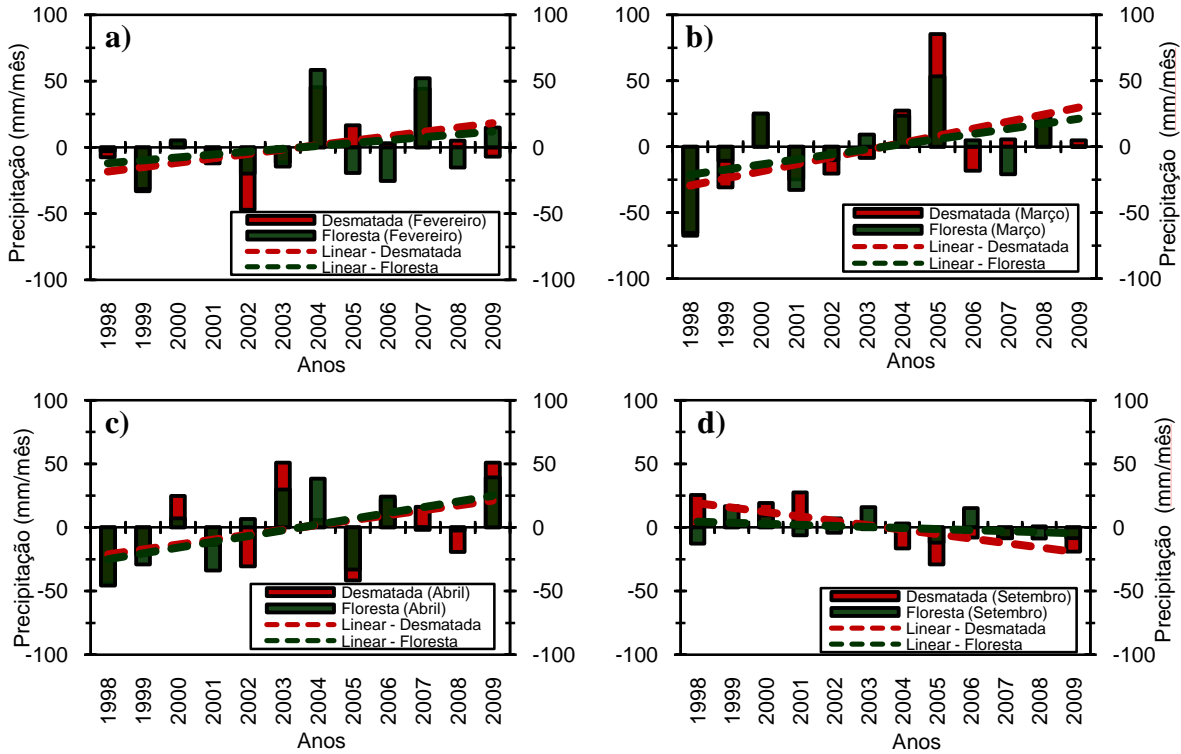 a)
Precipitação (mm/mês)
100
50
0
-50
-100
100
50
0
-50
-100
Desmatada (Fevereiro)
Floresta (Fevereiro)
Linear - Desmatada
Linear - Floresta
1998 1999 2000 2001 2002 2003 2004 2005 2006 2007 2008 2009
Anos
b)
100
50
0
-50
-100
100
50
0
-50
-100
Precipitação (mm/mês)
Desmatada (Março)
Floresta (Março)
Linear - Desmatada
Linear - Floresta
1998 1999 2000 2001 2002 2003 2004 2005 2006 2007 2008 2009
Anos
c)
Precipitação (mm/mês)
100
50
0
-50
-100
100
50
0
-50
-100
Desmatada (Abril)
Floresta (Abril)
Linear - Desmatada
Linear - Floresta
1998 1999 2000 2001 2002 2003 2004 2005 2006 2007 2008 2009
Anos
d)
100
50
0
-50
-100
100
50
0
-50
-100
Precipitação (mm/mês)
Desmatada (Setembro)
Floresta (Setembro)
Linear - Desmatada
Linear - Floresta
1998 1999 2000 2001 2002 2003 2004 2005 2006 2007 2008 2009
Anos